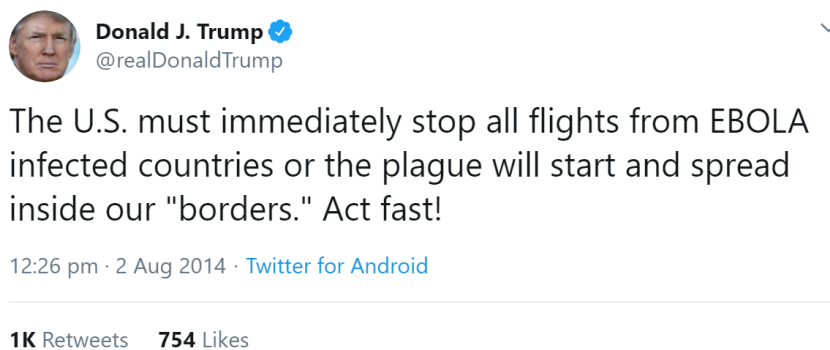 Donald J. Trump
@realDonaldTrump
The U.S. must immediately stop all flights from EBOLA
infected countries or the plague will start and spread
inside our "borders." Act fast!
12:26 pm · 2 Aug 2014 · Twitter for Android
1K Retweets 754 Likes